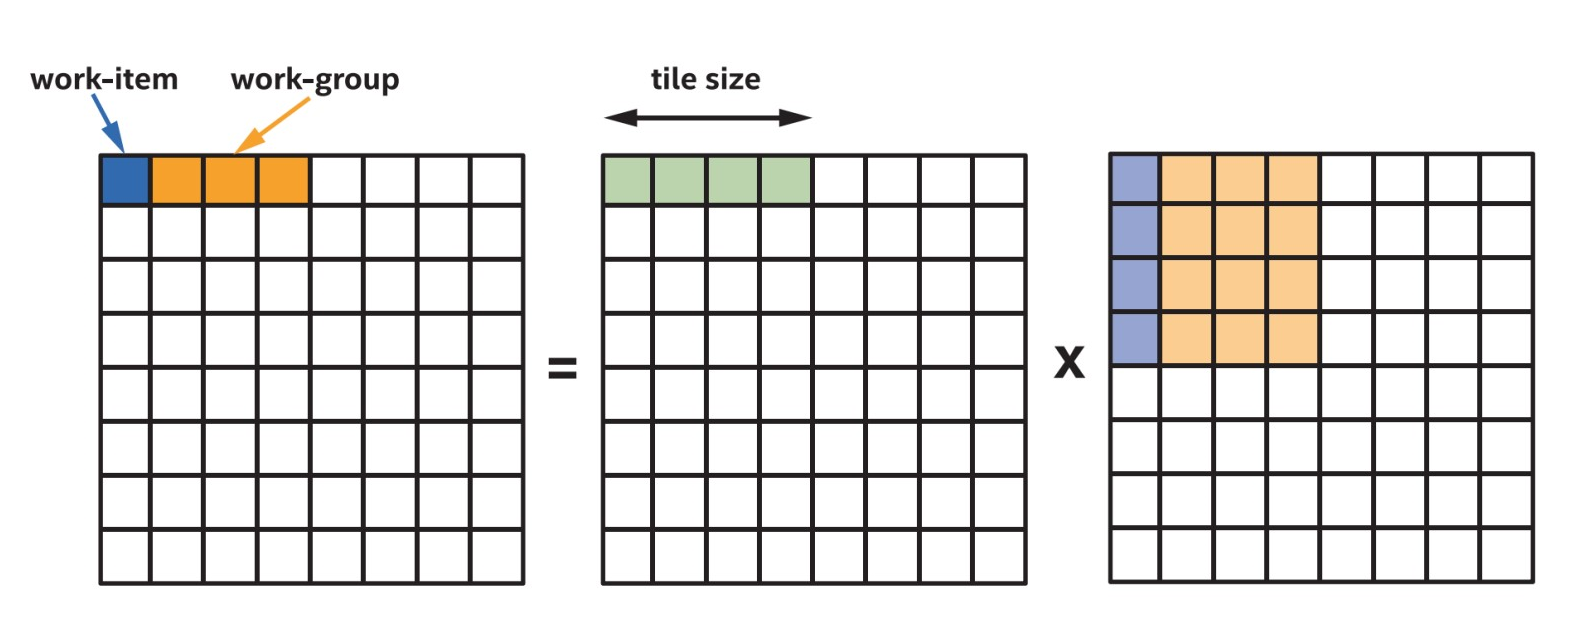 work-item
work-group
tile size
=
X